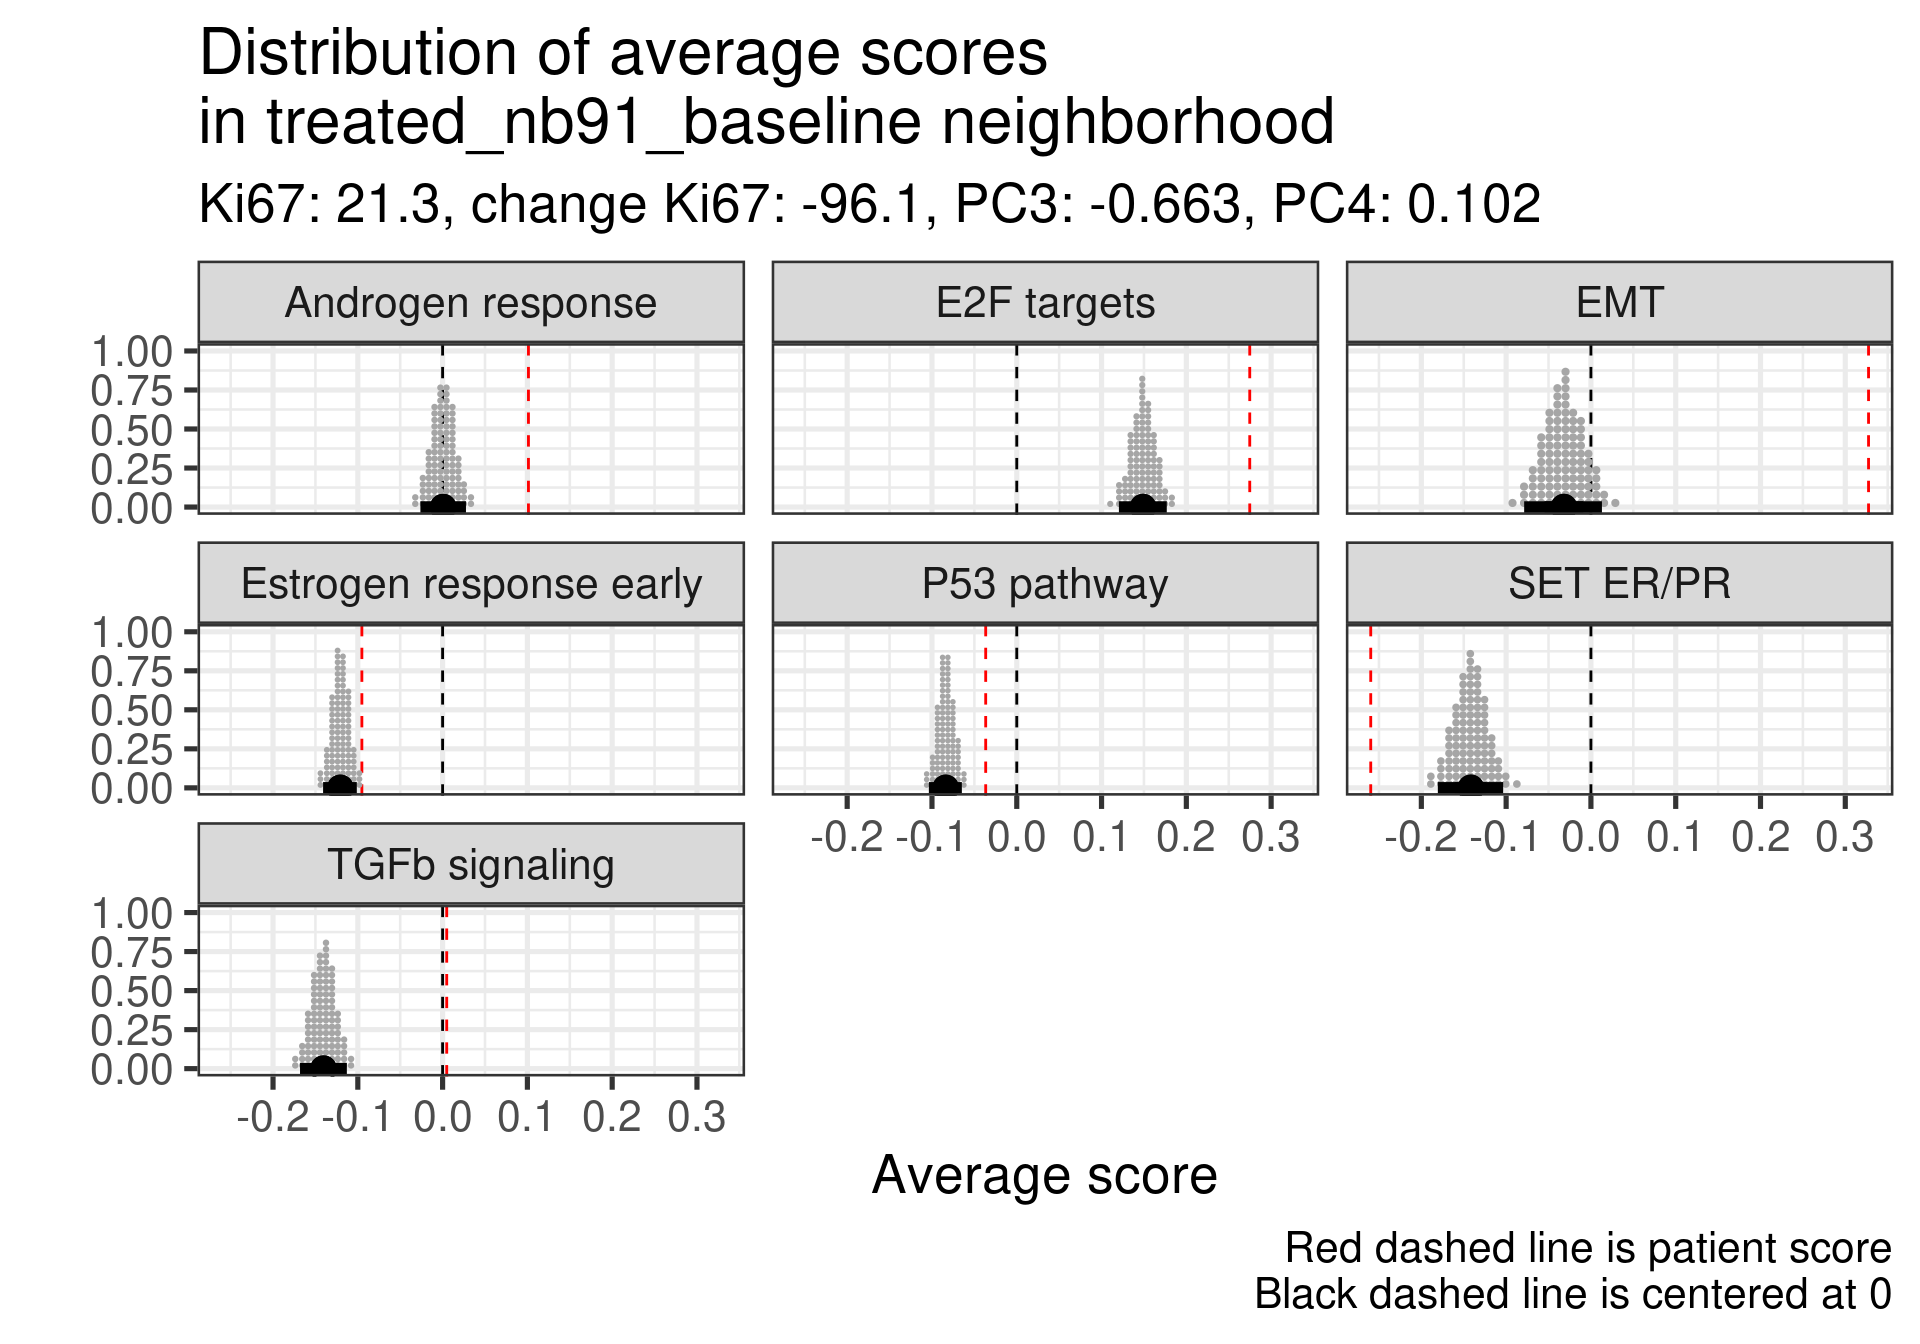 Distribution of average scores
in treated_nb91_baseline neighborhood
Ki67: 21.3, change Ki67: -96.1, PC3: -0.663, PC4: 0.102
Androgen response
E2F targets
EMT
1.00
0.75
0.50
0.25
0.00
Estrogen response early
P53 pathway
SET ER/PR
1.00
0.75
0.50
0.25
0.00
-0.2 -0.1 0.0 0.1 0.2 0.3
-0.2 -0.1 0.0 0.1 0.2 0.3
TGFb signaling
1.00
0.75
0.50
0.25
0.00
-0.2 -0.1 0.0 0.1 0.2 0.3
Average score
Red dashed line is patient score
Black dashed line is centered at 0